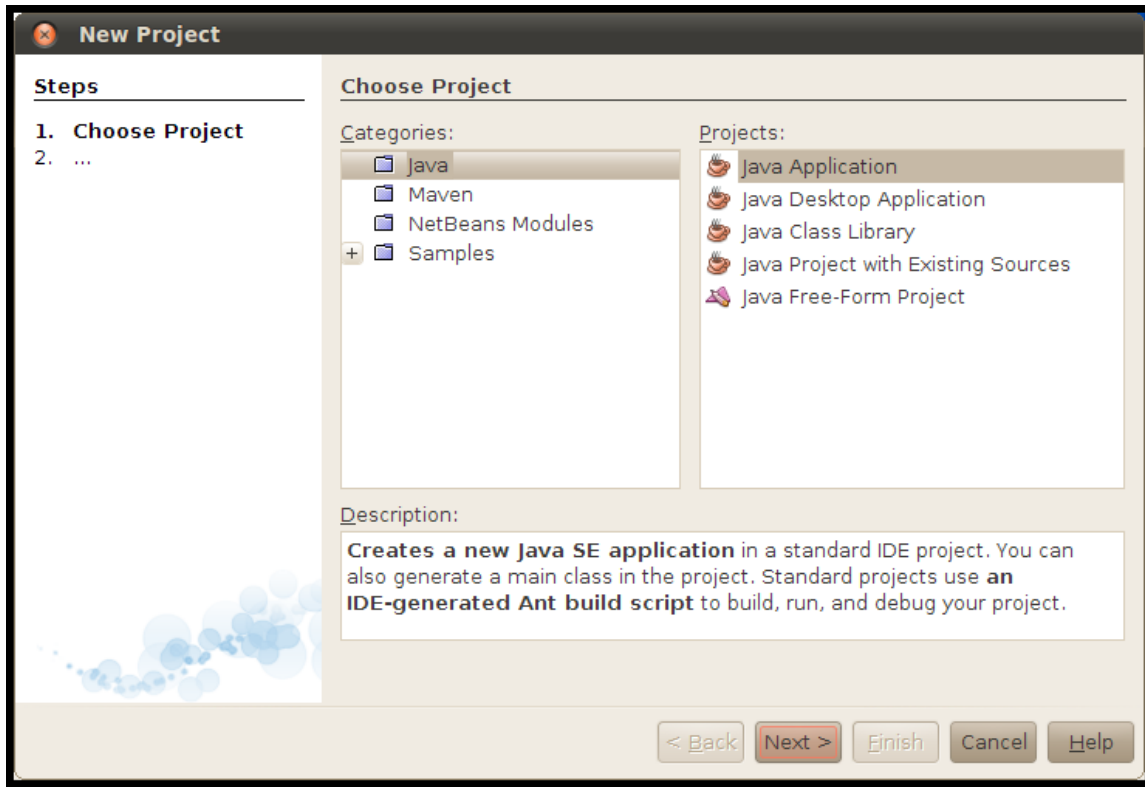 New Project
Steps
1. Choose Project
2. ...
Choose Project
Categories:
Java
Maven
NetBeans Modules
+ Samples
Projects:
Java Application
Java Desktop Application
Java Class Library
Java Project with Existing Sources
Java Free-Form Project
Description:
Creates a new Java SE application in a standard IDE project. You can
also generate a main class in the project. Standard projects use an
IDE-generated Ant build script to build, run, and debug your project.
< Back Next > Finish Cancel Help